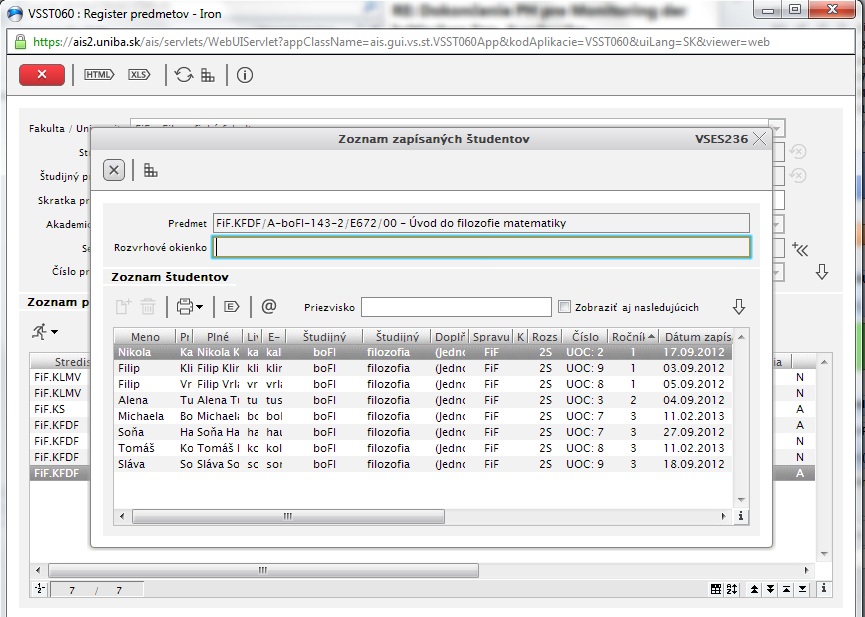 VSST060 : Register predmetov - Iron
https://ais2.uniba.sk/ais/servlets/WebUIServlet?appClassName=ais.gui.vs.st.VSST060App&kodAplikacie=VSST060&uiLang=SK&viewer=web
HTML XLS
Fakulta / Uni
Zoznam zapísaných študentov VSES236
Študijný pr
Skratka pr
Akademic
Číslo pr
Predmet FiF.KFDF/A-boFI-143-2/E672/00 - Úvod do filozofie matematiky
Rozvrhové okienko
Zoznam študentov
Zoznam p
Priezvisko Zobraziť aj nasledujúcich
Meno Pr Plné Li E- Študijný Študijný Doplň Spravu K Rozs Číslo Ročník Dátum zapís
Nikola Ka Nikola K ka kal boFI filozofia (Jedno FiF 2S UOC: 2 1 17.09.2012
Filip Kli Filip Klir kli klir boFI filozofia (Jedno FiF 2S UOC: 9 1 03.09.2012
Filip Vr Filip Vrla vr vrla boFI filozofia (Jedno FiF 2S UOC: 8 1 05.09.2012
Alena Tu Alena Tu tu tus boFI filozofia (Jedno FiF 2S UOC: 3 2 04.09.2012
Michaela Bo Michaela bo bol boFI filozofia (Jedno FiF 2S UOC: 7 3 11.02.2013
Soňa Ha Soňa Ha ha hau boFI filozofia (Jedno FiF 2S UOC: 7 3 27.09.2012
Tomáš Ko Tomáš ko kol boFI filozofia (Jedno FiF 2S UOC: 8 3 11.02.2013
Sláva So Sláva So so sor boFI filozofia (Jedno FiF 2S UOC: 9 3 18.09.2012
Stredis
FiF.KLMV N
FiF.KLMV N
FiF.KS A
FiF.KFDF A
FiF.KFDF N
FiF.KFDF N
FiF.KFDF A
7 / 7